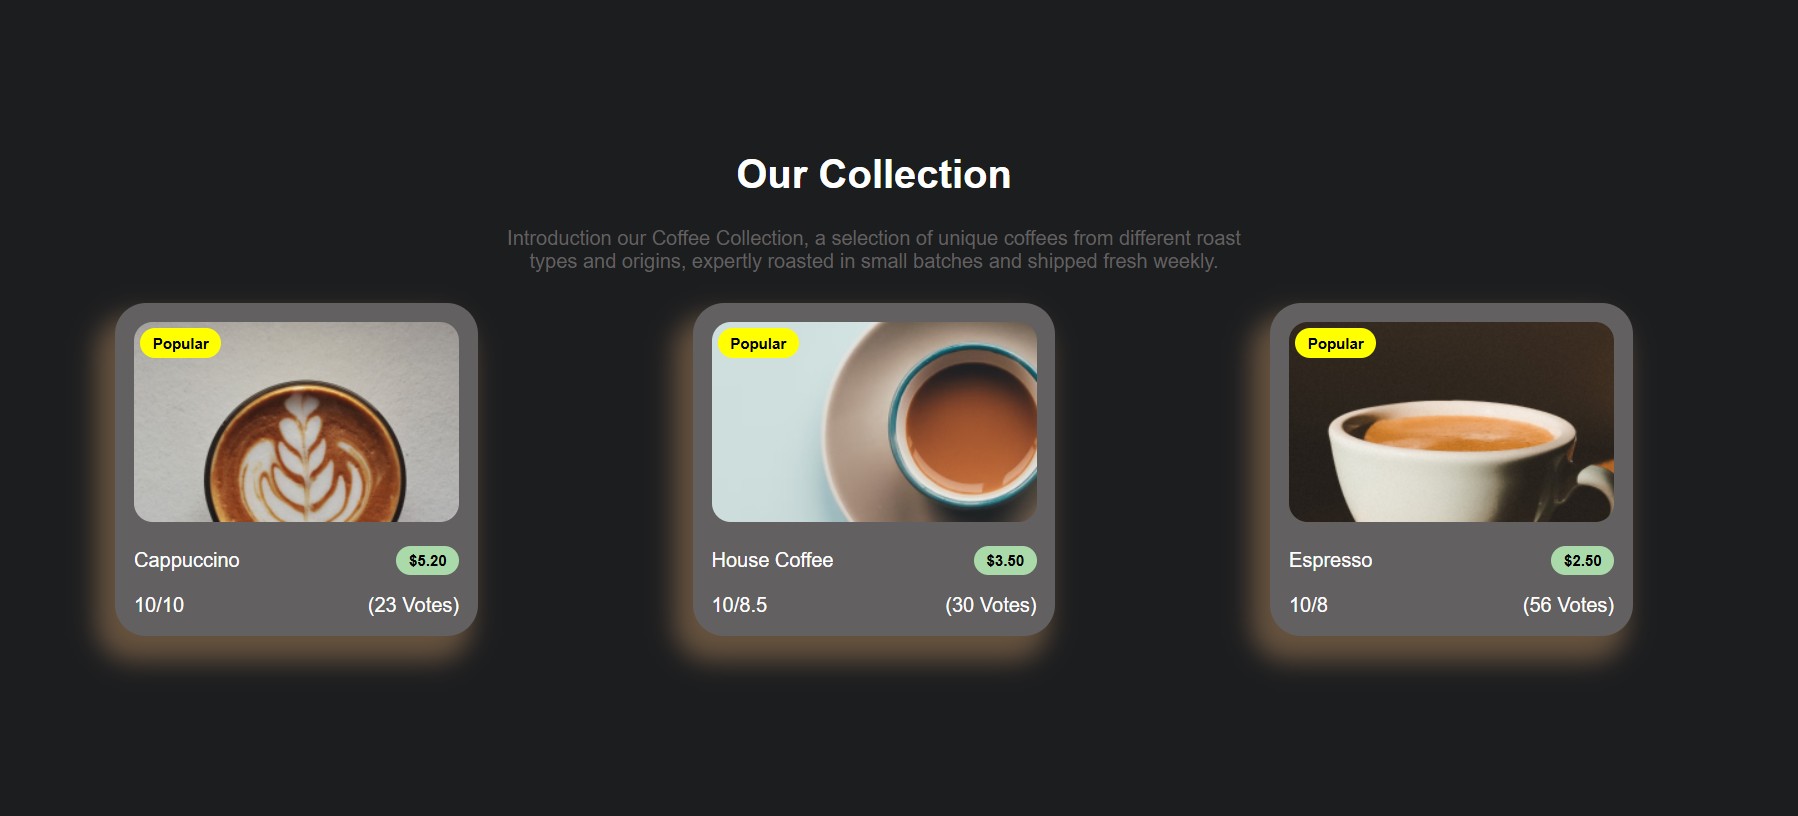 Our Collection
Introduction our Coffee Collection, a selection of unique coffees from different roast
types and origins, expertly roasted in small batches and shipped fresh weekly.
Popular
Cappuccino
$5.20
10/10
(23 Votes)
Popular
House Coffee
$3.50
10/8.5
(30 Votes)
Popular
Espresso
$2.50
10/8
(56 Votes)